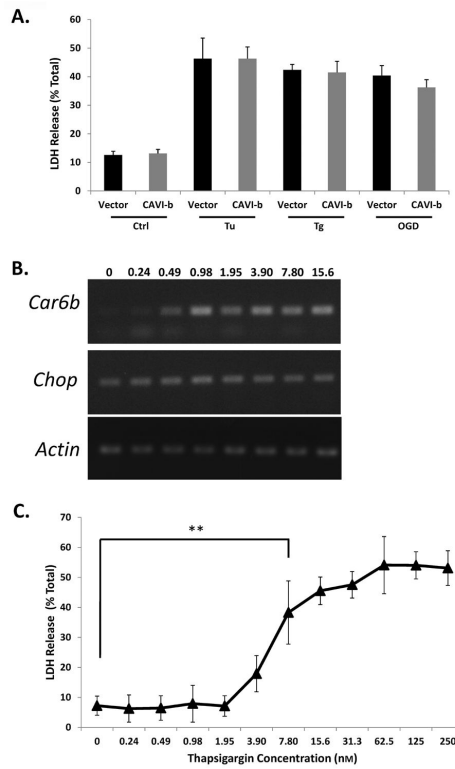 A.
LDH Release (% Total)
60
50
40
30
20
10
0
Vector CAVI-b Vector CAVI-b Vector CAVI-b Vector CAVI-b
Ctrl Tu Tg OGD
B.
0 0.24 0.49 0.98 1.95 3.90 7.80 15.6
Car6b
Chop
Actin
C.
LDH Release (% Total)
70
60
50
40
30
20
10
0
**
0 0.24 0.49 0.98 1.95 3.90 7.80 15.6 31.3 62.5 125 250
Thapsigargin Concentration (nM)